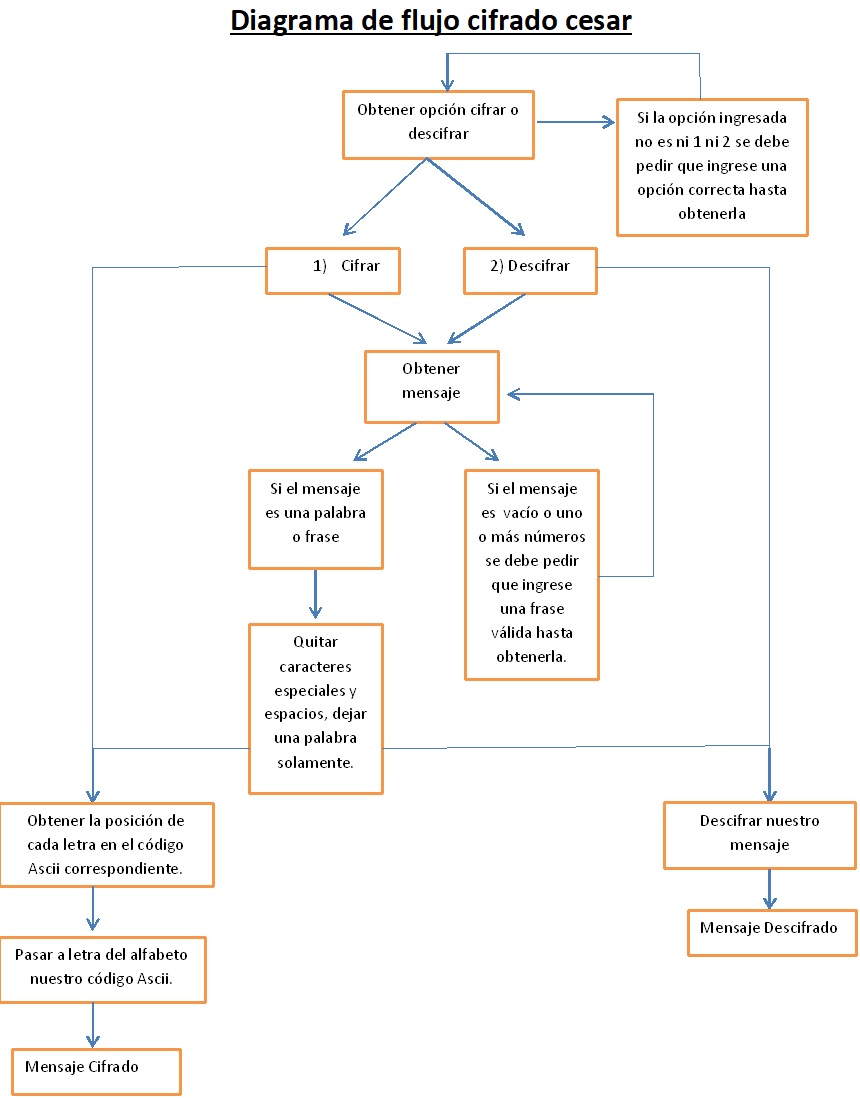 Diagrama de flujo cifrado cesar
Obtener opción cifrar o
descifrar
Si la opción ingresada
no es ni 1 ni 2 se debe
pedir que ingrese una
opción correcta hasta
obtenerla
1) Cifrar
2) Descifrar
Obtener
mensaje
Si el mensaje
es una palabra
o frase
Si el mensaje
es vacío o uno
o más números
se debe pedir
que ingrese
una frase
válida hasta
obtenerla.
Quitar
caracteres
especiales y
espacios, dejar
una palabra
solamente.
Obtener la posición de
cada letra en el código
Ascii correspondiente.
Descifrar nuestro
mensaje
Pasar a letra del alfabeto
nuestro código Ascii.
Mensaje Descifrado
Mensaje Cifrado